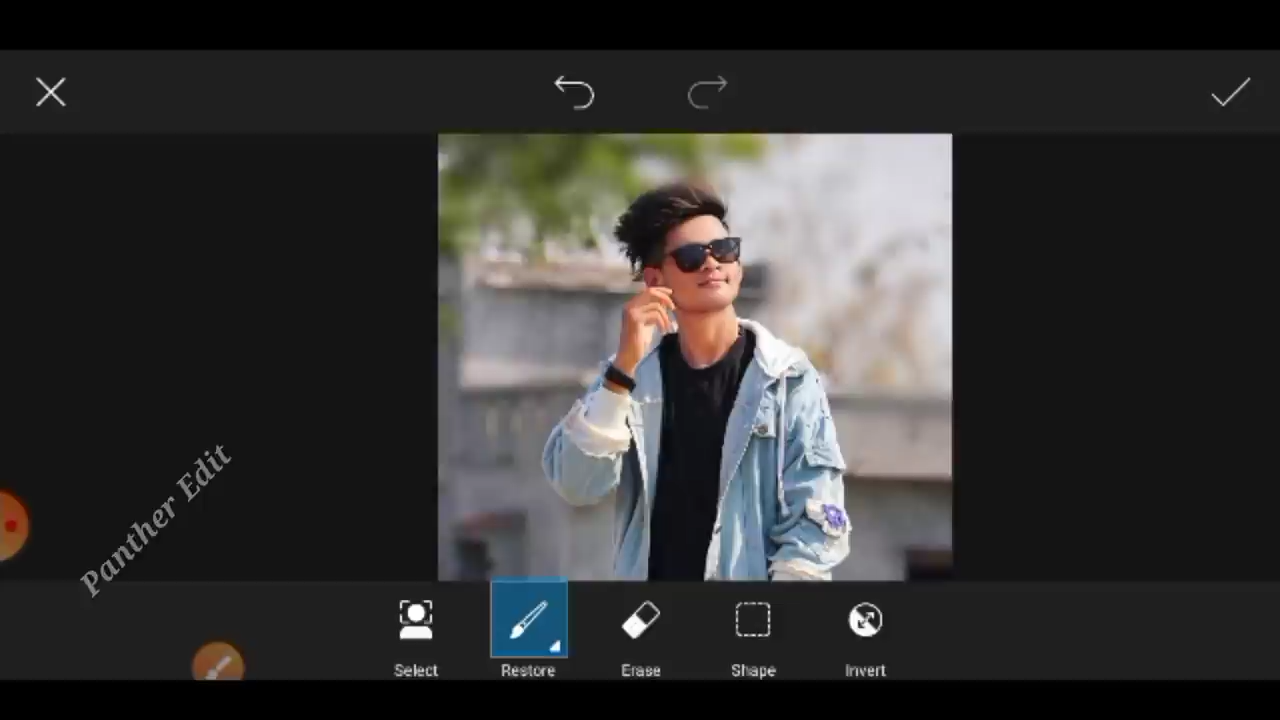 Panther Edit
Select
Restore
Erase
Shape
Invert